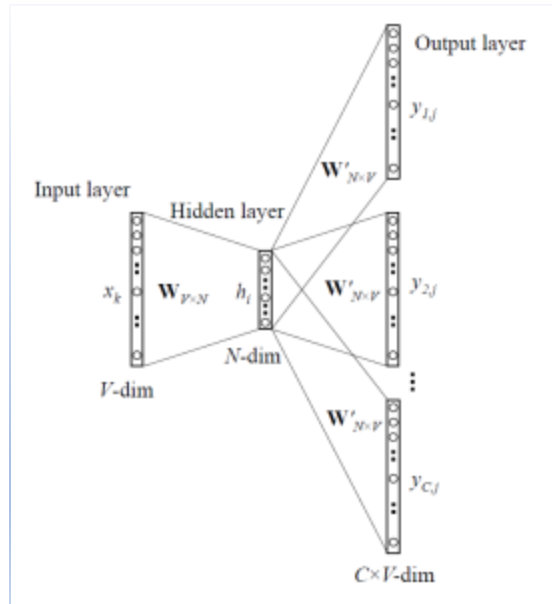 Output layer
y1,j
W'N×V
Input layer
Hidden layer
xk
WV×N
hi
W'N×V
y2,j
N-dim
V-dim
W'N×V
yC,j
C×V-dim